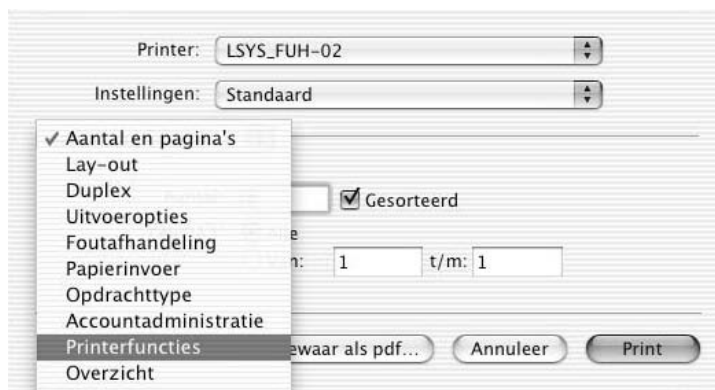 Printer: LSYS_FUH-02
Instellingen: Standaard
✓ Aantal en pagina's
Lay-out
Duplex
Uitvoeropties
Foutafhandeling
Papierinvoer
Opdrachttype
Accountadministratie
Printerfuncties
Overzicht
Gesorteerd
1 t/m: 1
ewaar als pdf... Annuleer Print